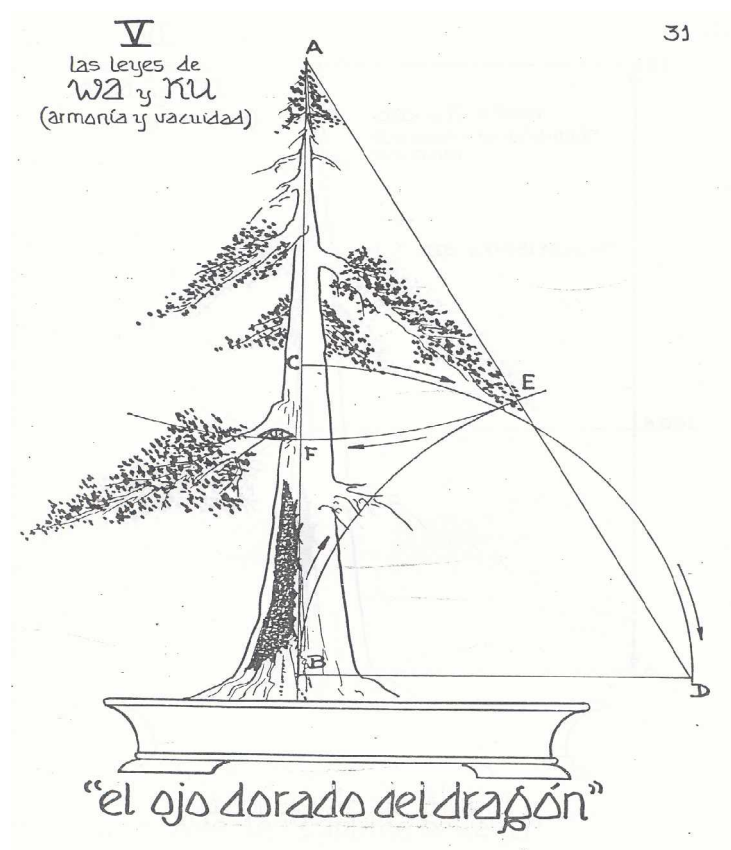 V
31
las leyes de
WA y KU
(armonía y vacuidad)
A
C
E
F
B
D
"el ojo dorado del dragón"